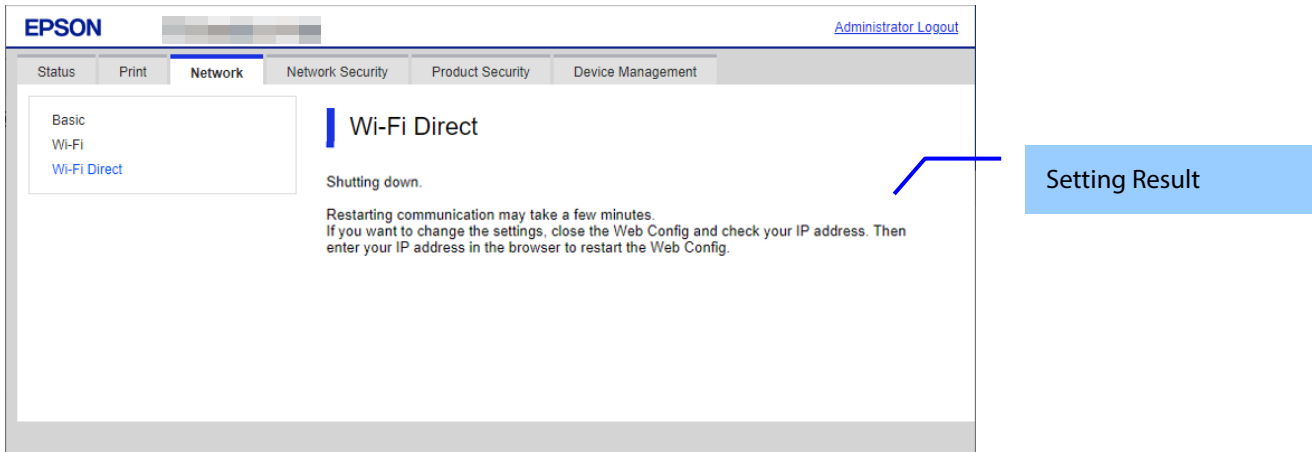 EPSON
Administrator Logout
Status Print Network Network Security Product Security Device Management
Basic
Wi-Fi
Wi-Fi Direct
Wi-Fi Direct
Shutting down.
Restarting communication may take a few minutes.
If you want to change the settings, close the Web Config and check your IP address. Then
enter your IP address in the browser to restart the Web Config.
Setting Result